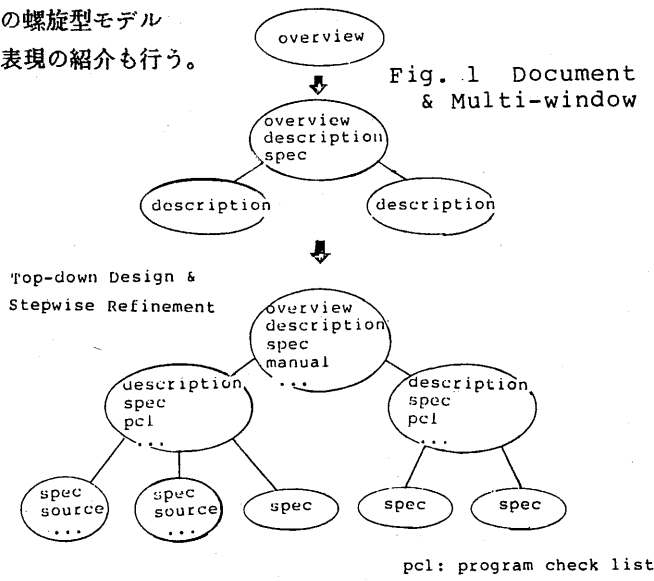 の螺旋型モデル
表現の紹介も行う。
overview
Fig. 1 Document
& Multi-window
overview
description
spec
description
description
Top-down Design &
Stepwise Refinement
overview
description
spec
manual
...
description
spec
pcl
...
description
spec
pcl
...
spec
source
...
spec
source
...
spec
spec
spec
pcl: program check list